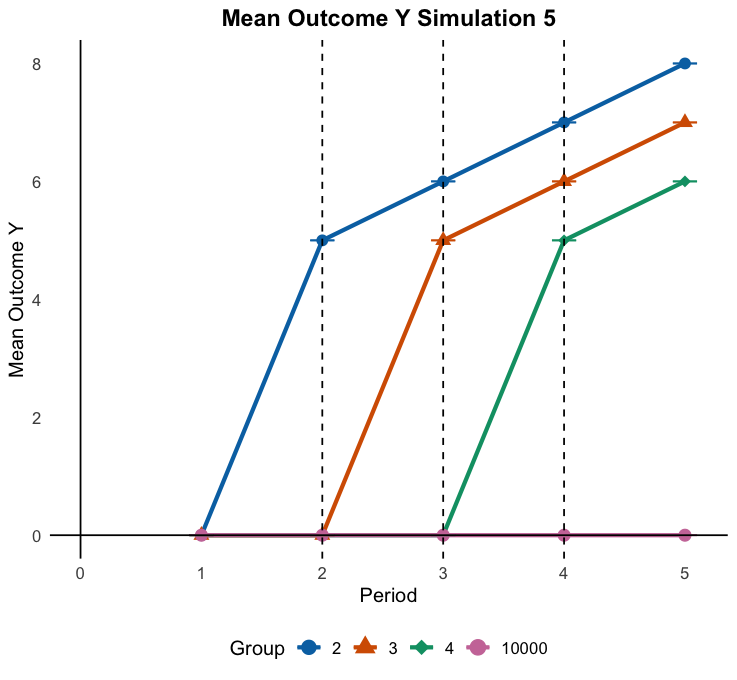 Mean Outcome Y Simulation 5
Mean Outcome Y
8
6
4
2
0
0 1 2 3 4 5
Period
Group 2 3 4 10000